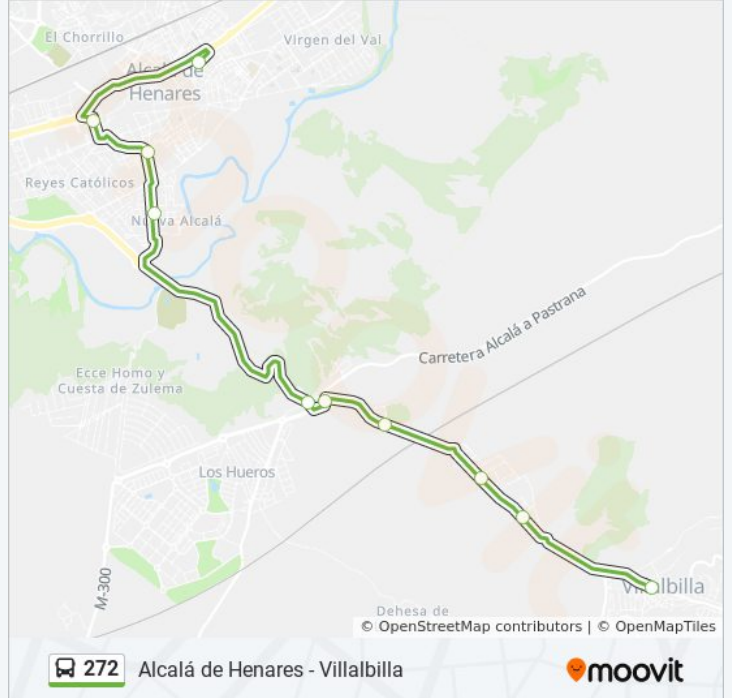 El Chorrillo
Virgen del Val
Alcalá de
Henares
Reyes Católicos
Nueva Alcalá
Carretera Alcalá a Pastrana
Ecce Homo y
Cuesta de Zulema
Los Hueros
M-300
Villalbilla
Dehesa de
© OpenStreetMap contributors | © OpenMapTiles
272 Alcalá de Henares - Villalbilla
moovit